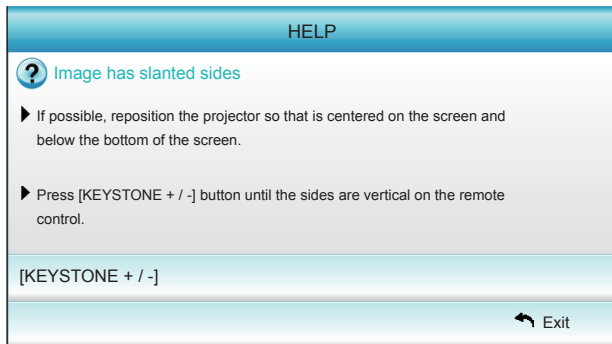 HELP
? Image has slanted sides
If possible, reposition the projector so that is centered on the screen and
below the bottom of the screen.
Press [KEYSTONE + / -] button until the sides are vertical on the remote
control.
[KEYSTONE + / -]
Exit